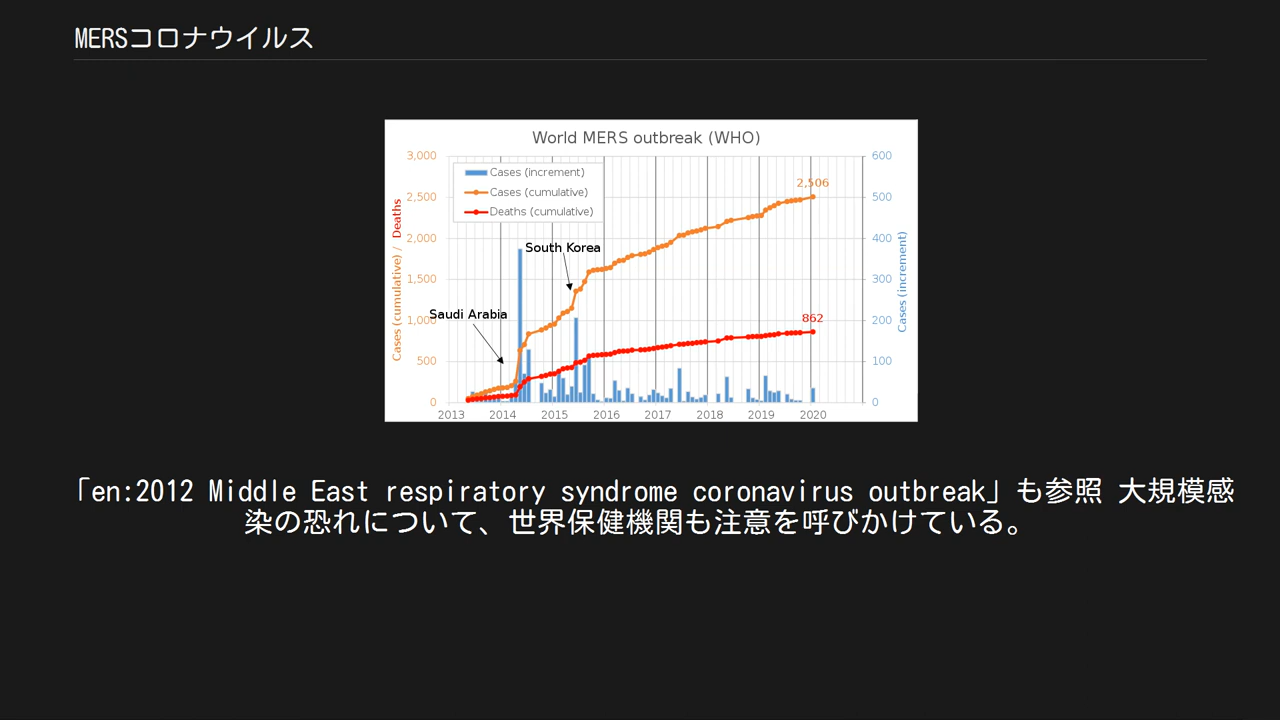 MERSコロナウイルス
World MERS outbreak (WHO)
3,000
2,500
2,000
1,500
1,000
500
0
Cases (cumulative) / Deaths
Cases (increment)
Cases (cumulative)
Deaths (cumulative)
South Korea
Saudi Arabia
2,506
862
600
500
400
300
200
100
0
Cases (increment)
2013 2014 2015 2016 2017 2018 2019 2020
「en:2012 Middle East respiratory syndrome coronavirus outbreak」も参照 大規模感
染の恐れについて、世界保健機関も注意を呼びかけている。